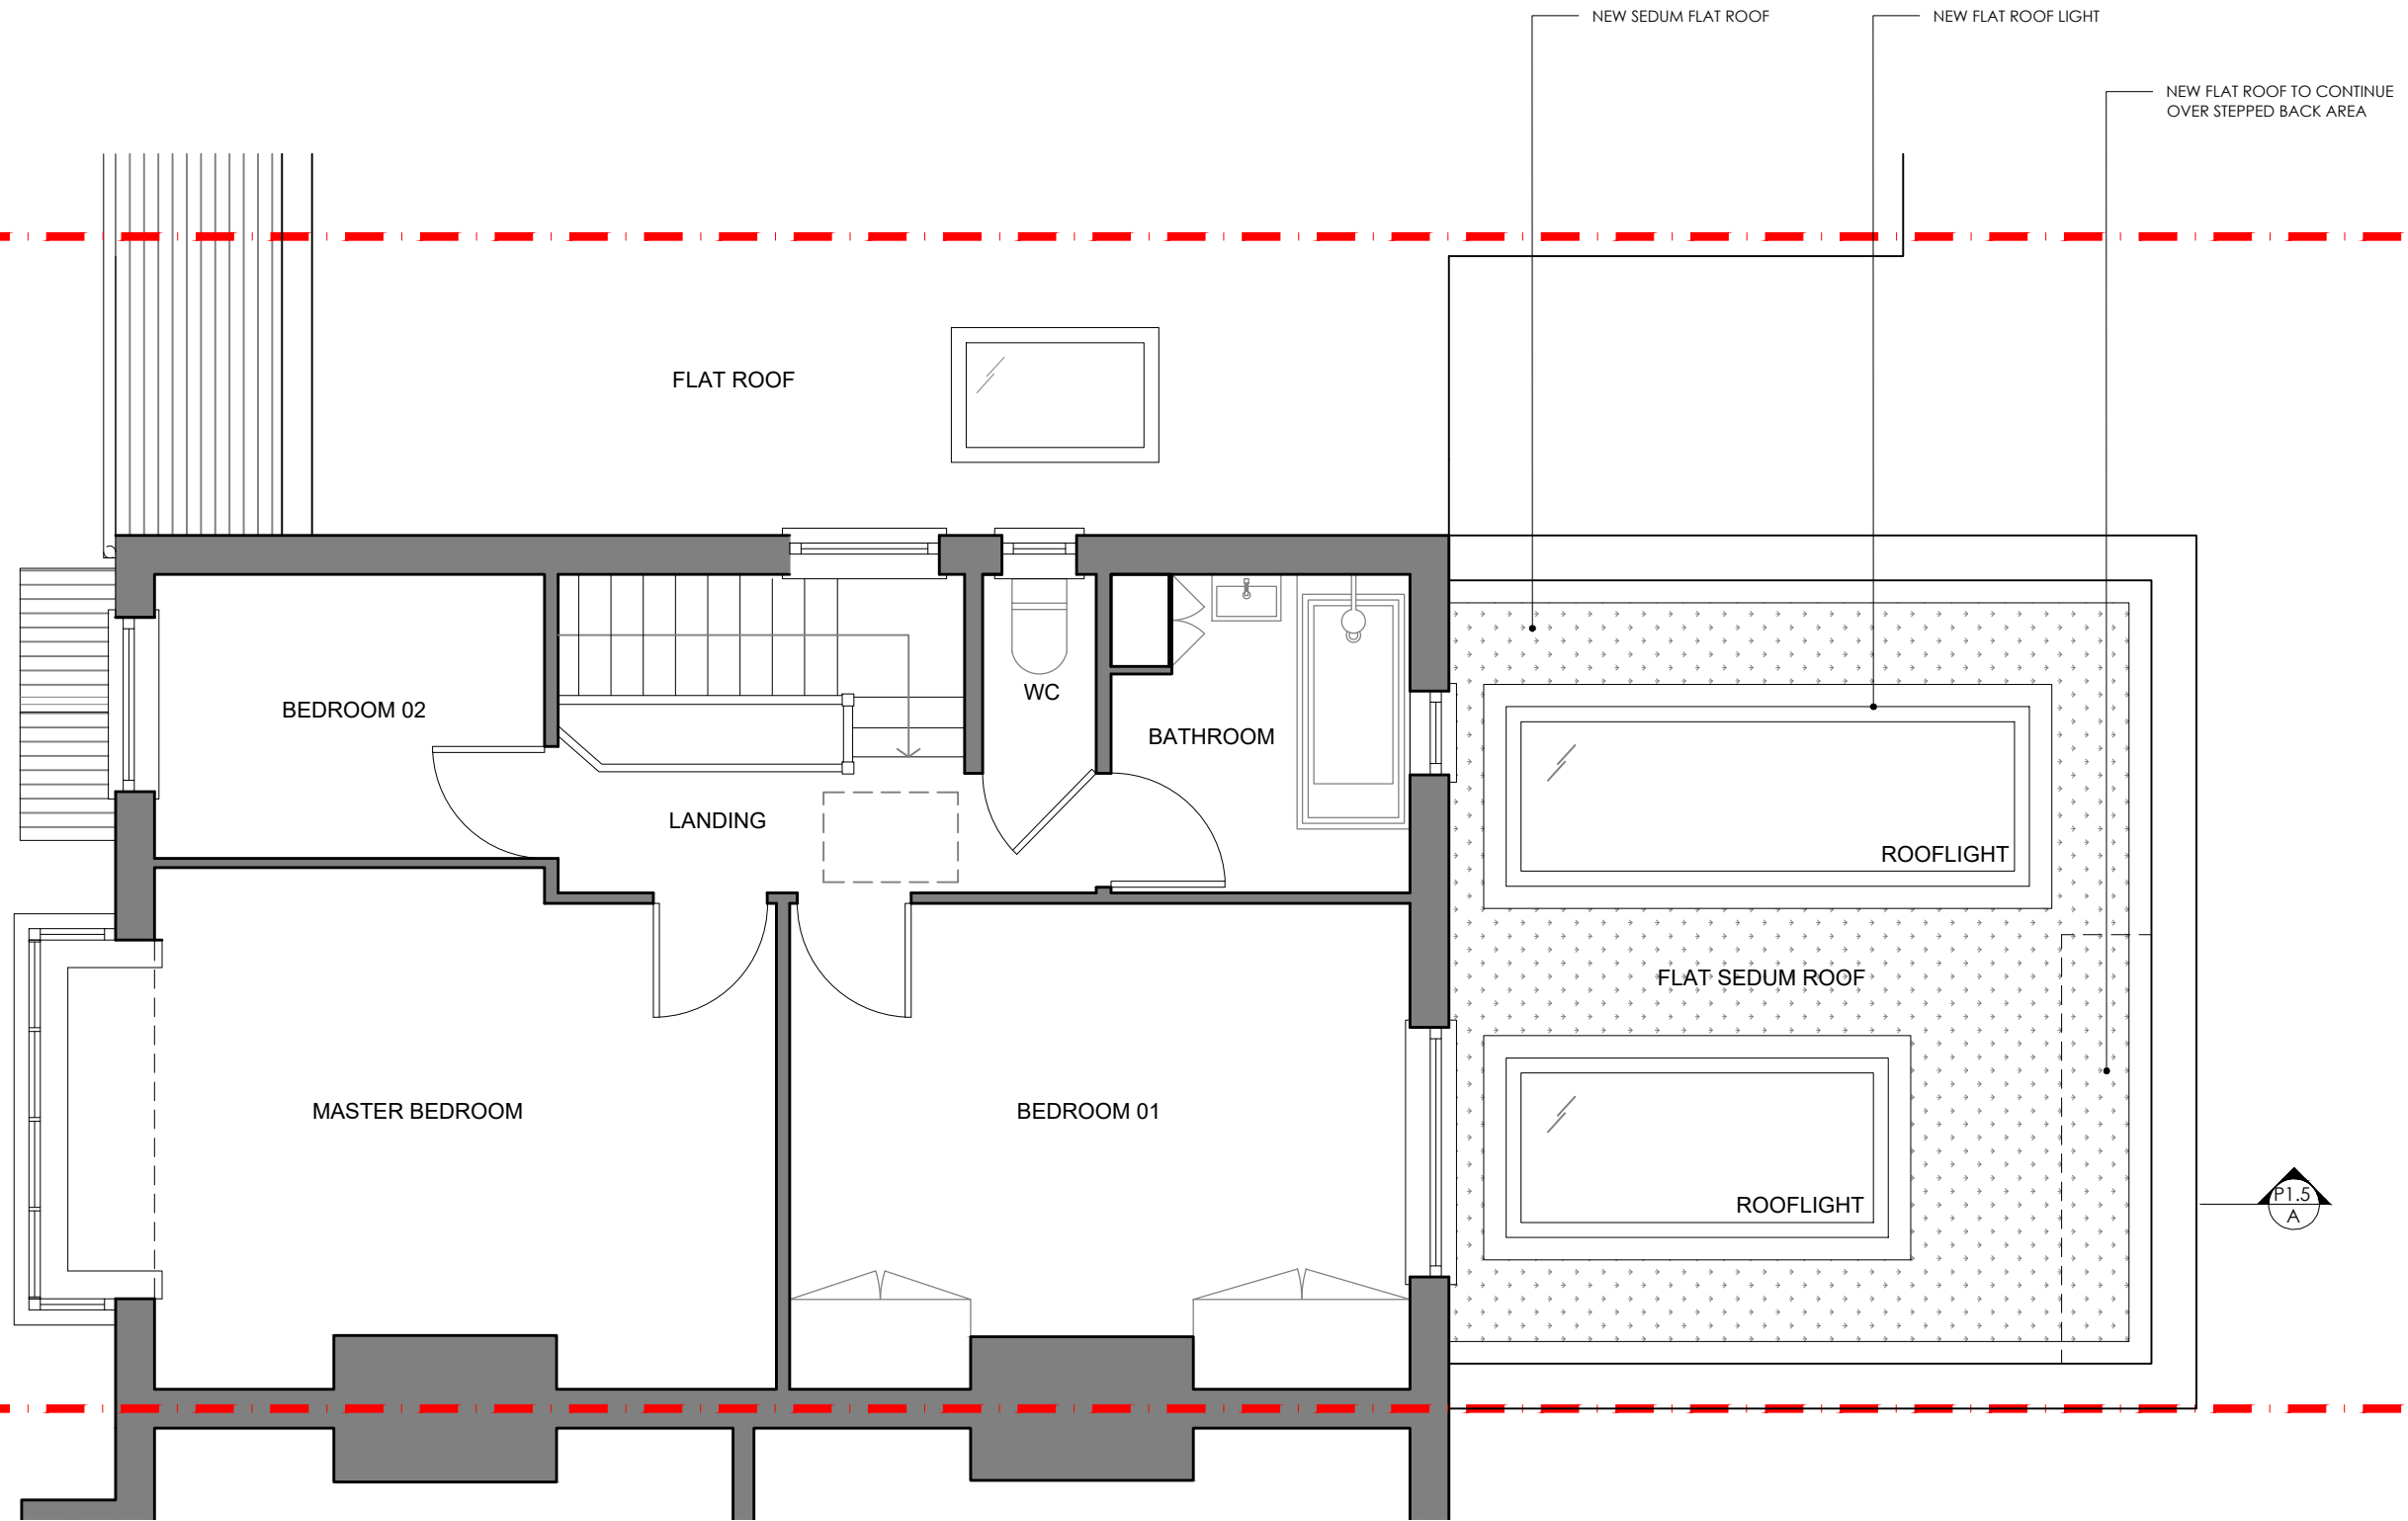 NEW SEDUM FLAT ROOF
NEW FLAT ROOF LIGHT
NEW FLAT ROOF TO CONTINUE
OVER STEPPED BACK AREA
FLAT ROOF
BEDROOM 02
WC
BATHROOM
LANDING
ROOFLIGHT
FLAT SEDUM ROOF
MASTER BEDROOM
BEDROOM 01
ROOFLIGHT
P1.5
A